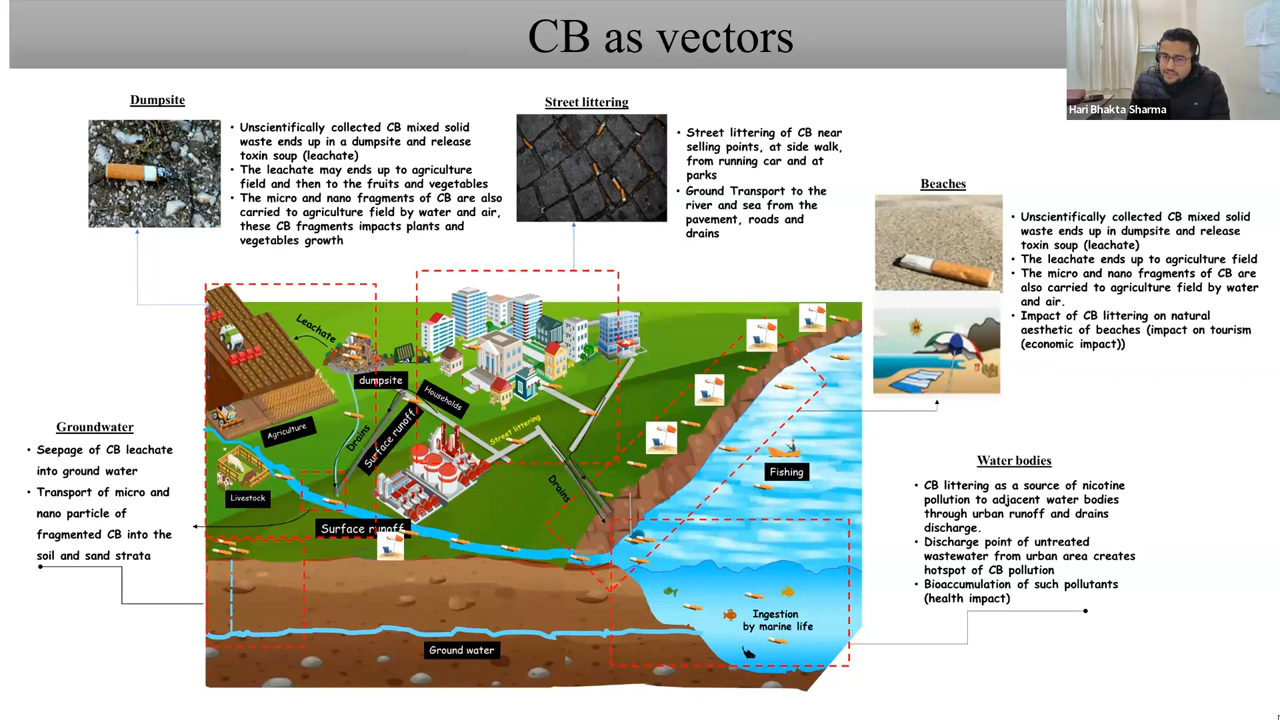 CB as vectors
Hari Bhakta Sharma
Dumpsite
• Unscientifically collected CB mixed solid
waste ends up in a dumpsite and release
toxin soup (leachate)
• The leachate may ends up to agriculture
field and then to the fruits and vegetables
• The micro and nano fragments of CB are also
carried to agriculture field by water and air,
these CB fragments impacts plants and
vegetables growth
Street littering
• Street littering of CB near
selling points, at side walk,
from running car and at
parks
• Ground Transport to the
river and sea from the
pavement, roads and
drains
Beaches
• Unscientifically collected CB mixed solid
waste ends up in dumpsite and release
toxin soup (leachate)
• The leachate ends up to agriculture field
• The micro and nano fragments of CB are
also carried to agriculture field by water
and air.
• Impact of CB littering on natural
aesthetic of beaches (impact on tourism
(economic impact))
Leachate
dumpsite
Households
Agriculture
Drains
Surface runoff
Street littering
Drains
Livestock
Surface runoff
Fishing
Ingestion
by marine life
Ground water
Groundwater
• Seepage of CB leachate
into ground water
• Transport of micro and
nano particle of
fragmented CB into the
soil and sand strata
Water bodies
• CB littering as a source of nicotine
pollution to adjacent water bodies
through urban runoff and drains
discharge.
• Discharge point of untreated
wastewater from urban area creates
hotspot of CB pollution
• Bioaccumulation of such pollutants
(health impact)